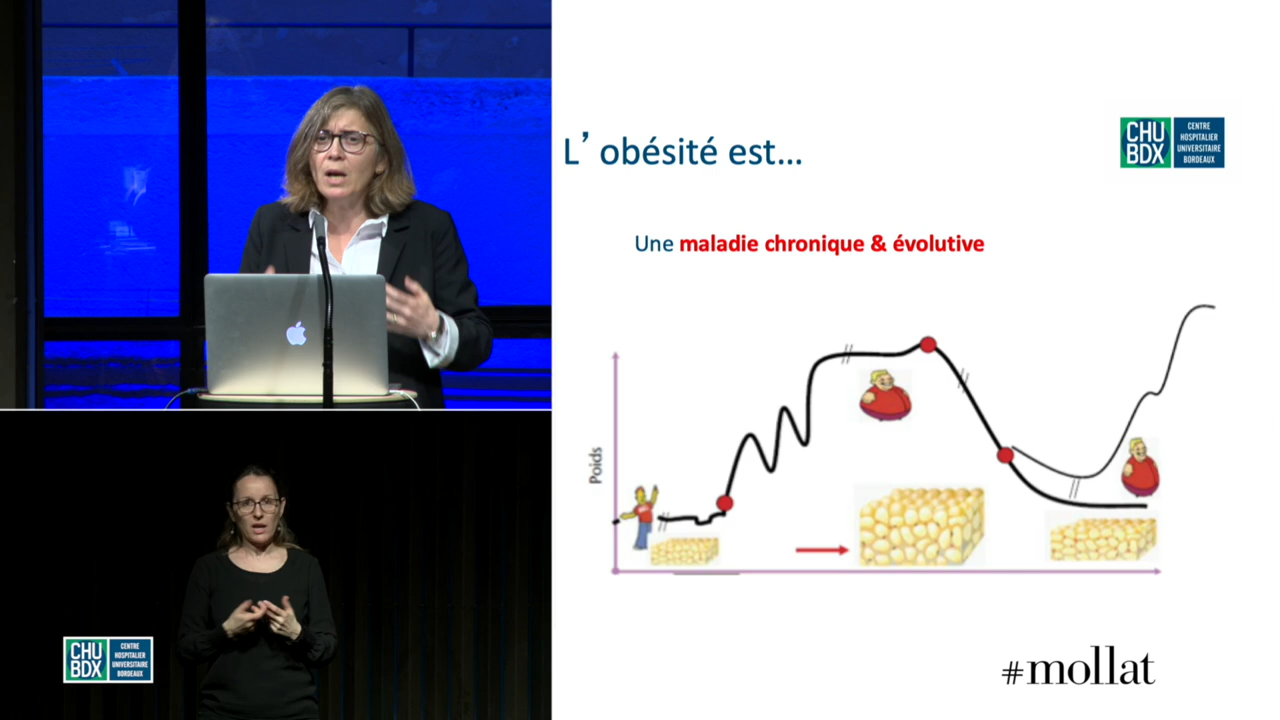 L’ obésité est...
CHU
BDX
CENTRE
HOSPITALIER
UNIVERSITAIRE
BORDEAUX
Une maladie chronique & évolutive
Poids
CHU
BDX
CENTRE
HOSPITALIER
UNIVERSITAIRE
BORDEAUX
#mollat